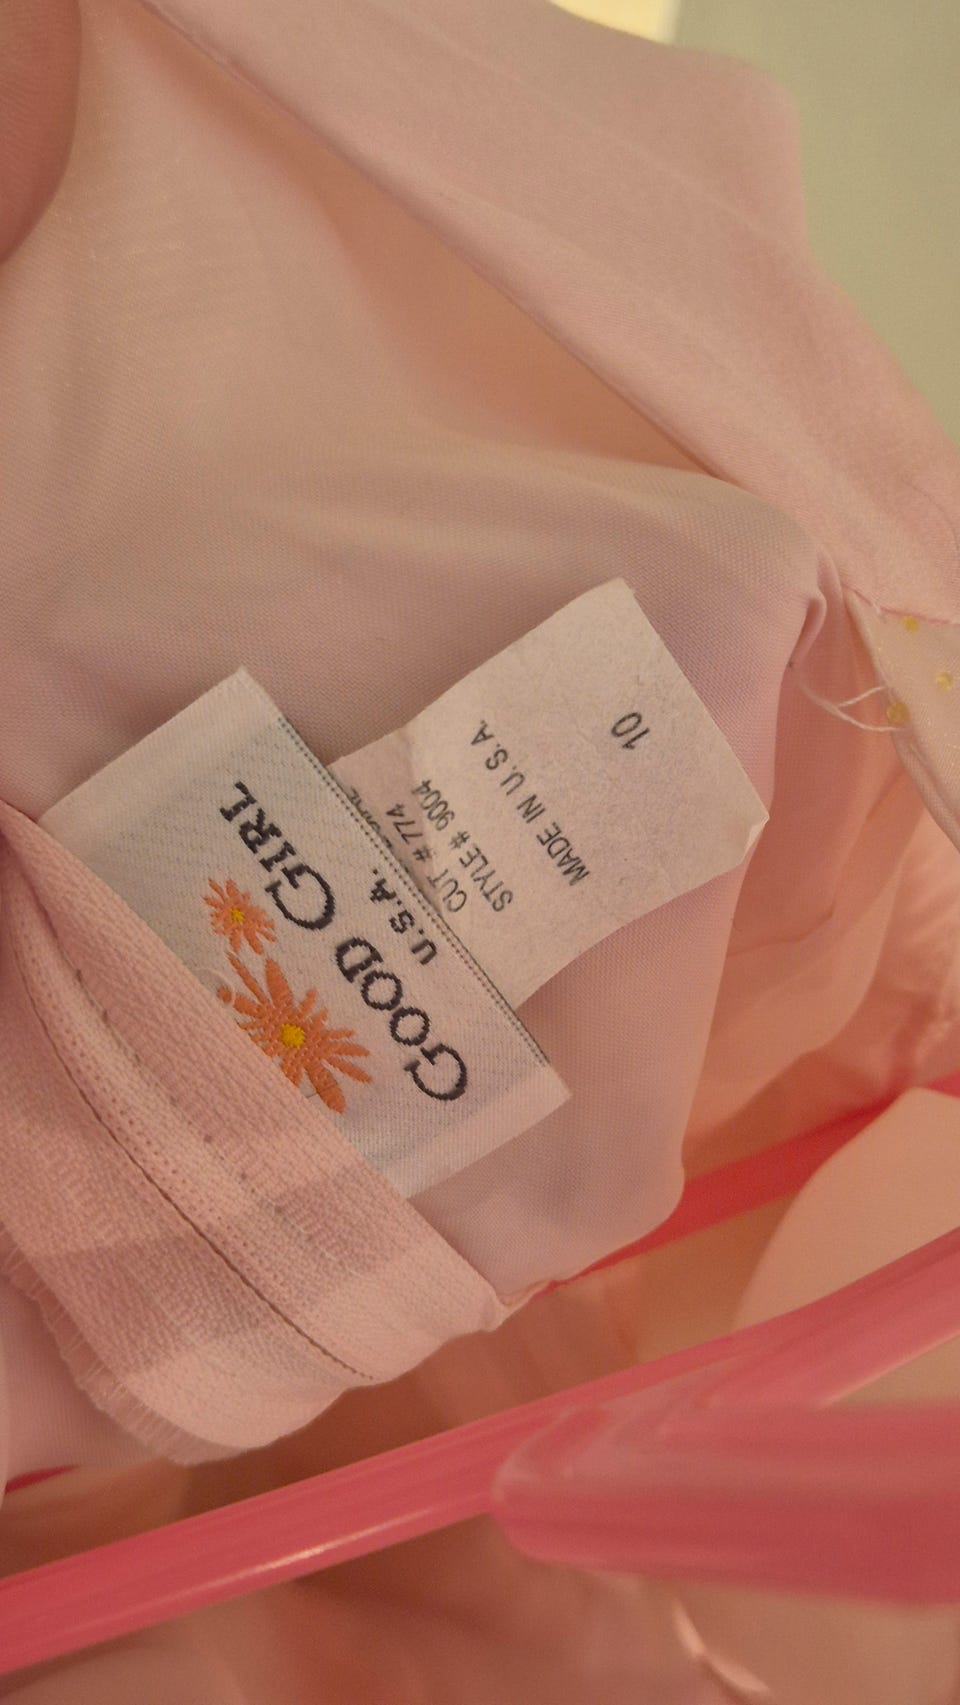 GOOD GIRL
U.S.A.
CUT # 774
STYLE # 9004
MADE IN U.S.A.
10